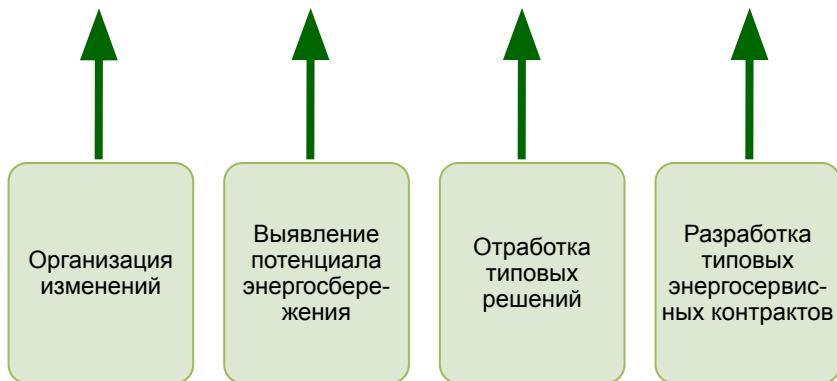 Организация
изменений
Выявление
потенциала
энергосбере-
жения
Отработка
типовых
решений
Разработка
типовых
энергосервис-
ных контрактов